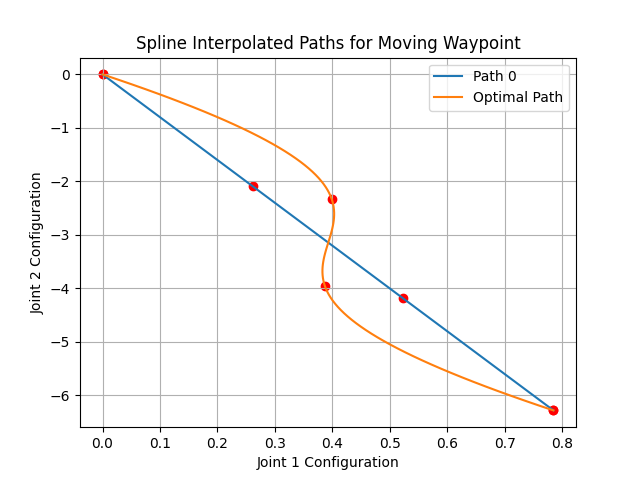 Spline Interpolated Paths for Moving Waypoint
Path 0
Optimal Path
0
−1
−2
−3
−4
−5
−6
Joint 2 Configuration
0.0 0.1 0.2 0.3 0.4 0.5 0.6 0.7 0.8
Joint 1 Configuration